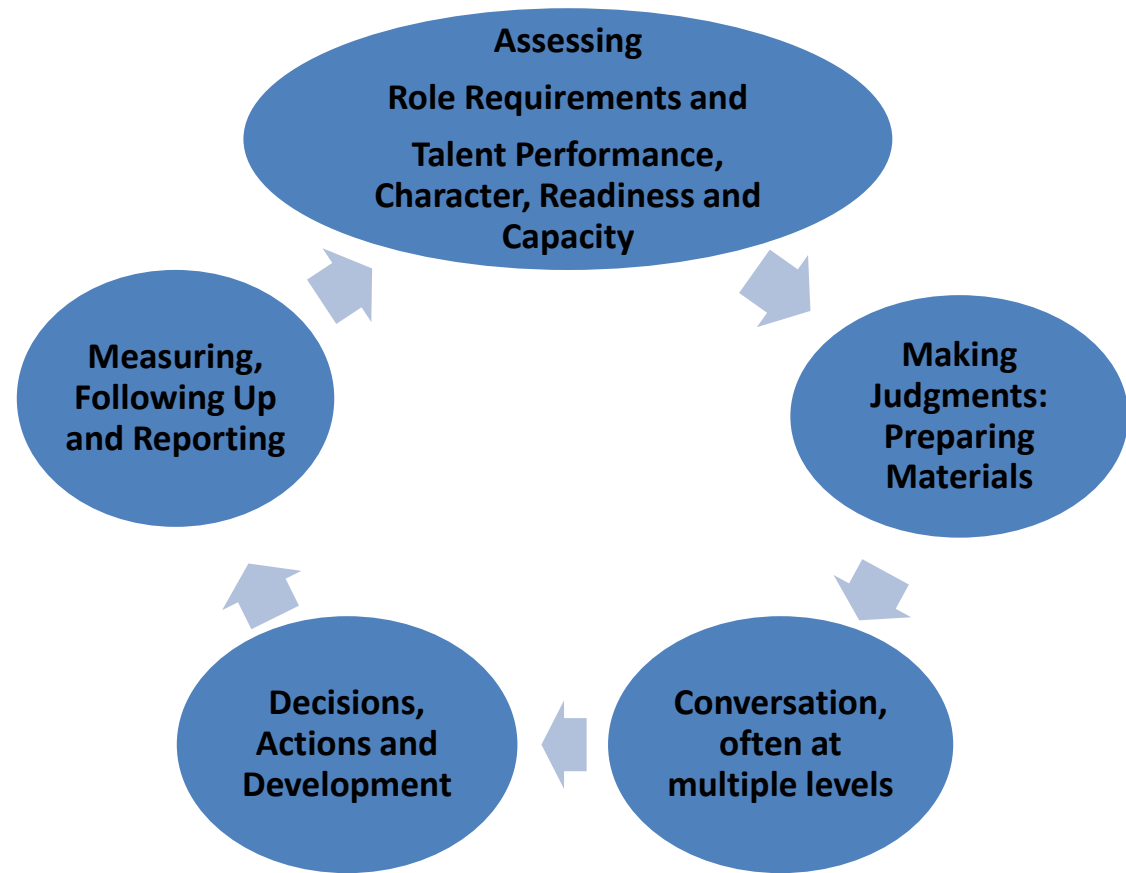 Assessing
Role Requirements and
Talent Performance,
Character, Readiness and
Capacity
Making
Judgments:
Preparing
Materials
Conversation,
often at
multiple levels
Decisions,
Actions and
Development
Measuring,
Following Up
and Reporting